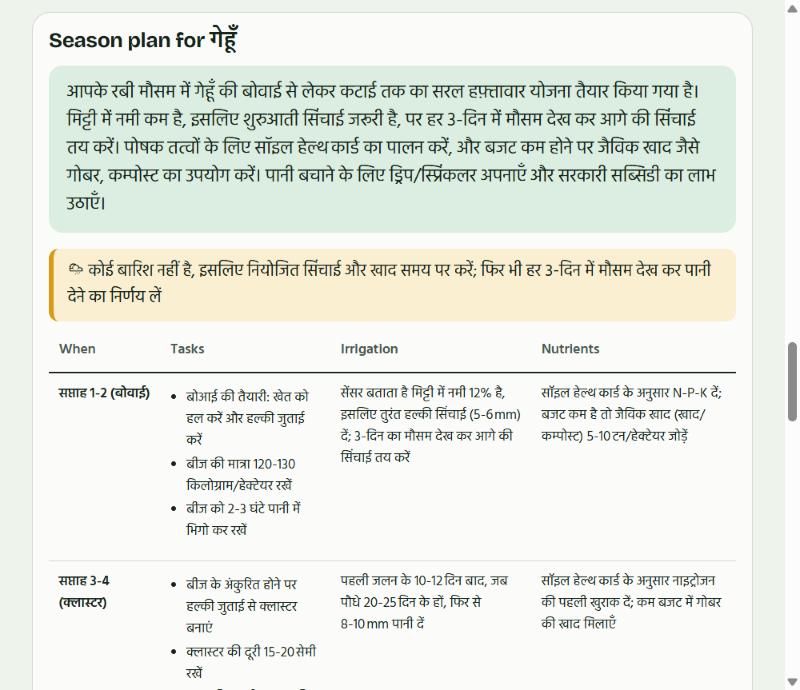 Season plan for गेहूँ
आपके रबी मौसम में गेहूँ की बोवाई से लेकर कटाई तक का सरल हफ़्तावार योजना तैयार किया गया है।
मिट्टी में नमी कम है, इसलिए शुरुआती सिंचाई जरुरी है, पर हर 3-दिन में मौसम देख कर आगे की सिंचाई
तय करें। पोषक तत्वों के लिए सॉइल हेल्थ कार्ड का पालन करें, और बजट कम होने पर जैविक खाद जैसे
गोबर, कम्पोस्ट का उपयोग करें। पानी बचाने के लिए ड्रिप/स्प्रिंकलर अपनाएँ और सरकारी सब्सिडी का लाभ
उठाएँ।
कोई बारिश नहीं है, इसलिए नियोजित सिंचाई और खाद समय पर करें; फिर भी हर 3-दिन में मौसम देख कर पानी
देने का निर्णय लें
When Tasks Irrigation Nutrients
सप्ताह 1-2 (बोवाई)
बोआई की तैयारी: खेत को
हल करें और हल्की जुताई
करें
बीज की मात्रा 120-130
किलोग्राम/हेक्टेयर रखें
बीज को 2-3 घंटे पानी में
भिगो कर रखें
सेंसर बताता है मिट्टी में नमी 12% है,
इसलिए तुरंत हल्की सिंचाई (5-6 mm)
दें; 3-दिन का मौसम देख कर आगे की
सिंचाई तय करें
सॉइल हेल्थ कार्ड के अनुसार N-P-K दें;
बजट कम है तो जैविक खाद (खाद/
कम्पोस्ट) 5-10 टन/हेक्टेयर जोड़ें
सप्ताह 3-4
(क्लास्टर)
बीज के अंकुरित होने पर
हल्की जुताई से क्लास्टर
बनाएं
क्लास्टर की दूरी 15-20 सेमी
रखें
पहली जलन के 10-12 दिन बाद, जब
पौधे 20-25 दिन के हों, फिर से
8-10 mm पानी दें
सॉइल हेल्थ कार्ड के अनुसार नाइट्रोजन
की पहली खुराक दें; कम बजट में गोबर
की खाद मिलाएँ